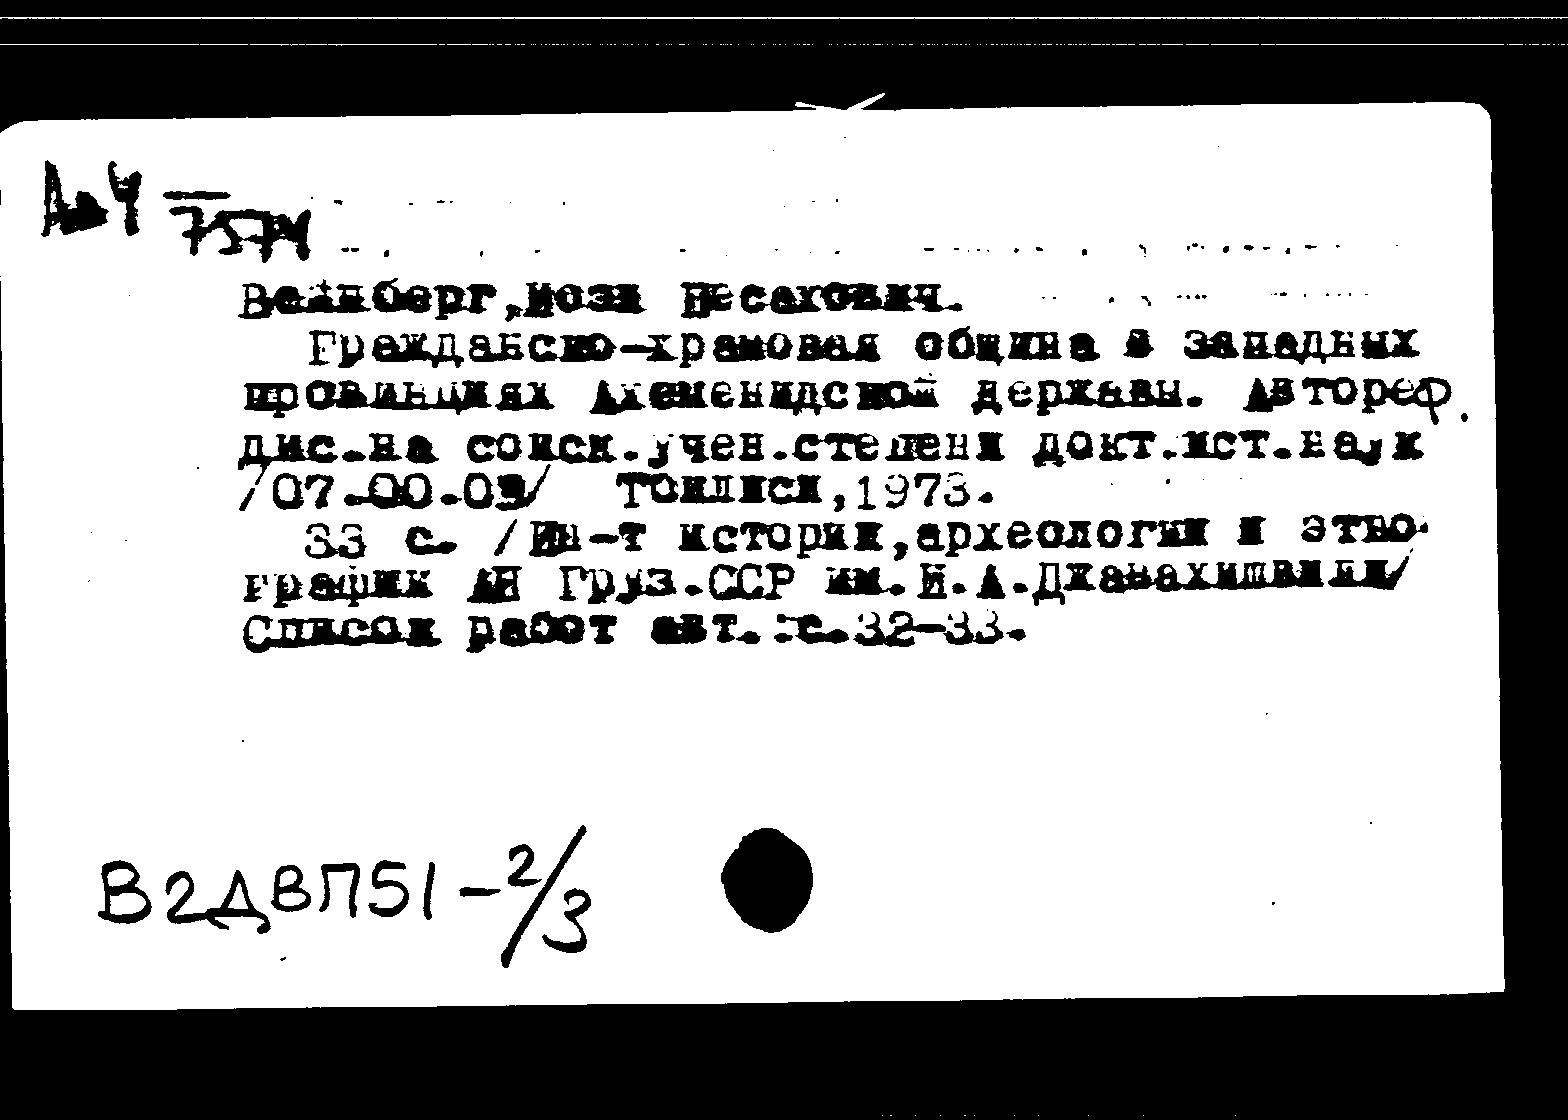 Ав4
7574
Вейнберг,Иоэл Песахович.
Гражданско-храмовая община в западных
провинциях Ахеменидской державы. Автореф.
дис.на соиск.учен.степени докт.ист.наук
/07.00.03/ Тбилиси,1973.
33 с. /Ин-т истории,археологии и этно-
графии АН Груз.ССР им.И.А.Джавахишвили/
Список работ авт.:с.32-33.
В2ДВП51-2/3